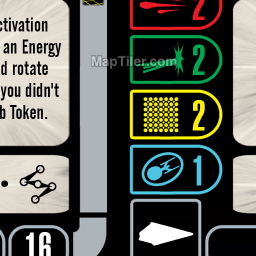 ctivation
an Energy
d rotate
you didn't
b Token.
2
2
2
1
16
MapTiler.com